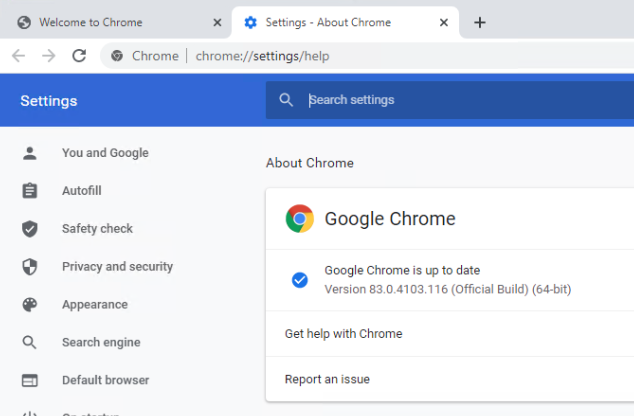 Welcome to Chrome
Settings - About Chrome
Chrome | chrome://settings/help
Settings
Search settings
You and Google
Autofill
Safety check
Privacy and security
Appearance
Search engine
Default browser
On startup
About Chrome
Google Chrome
Google Chrome is up to date
Version 83.0.4103.116 (Official Build) (64-bit)
Get help with Chrome
Report an issue